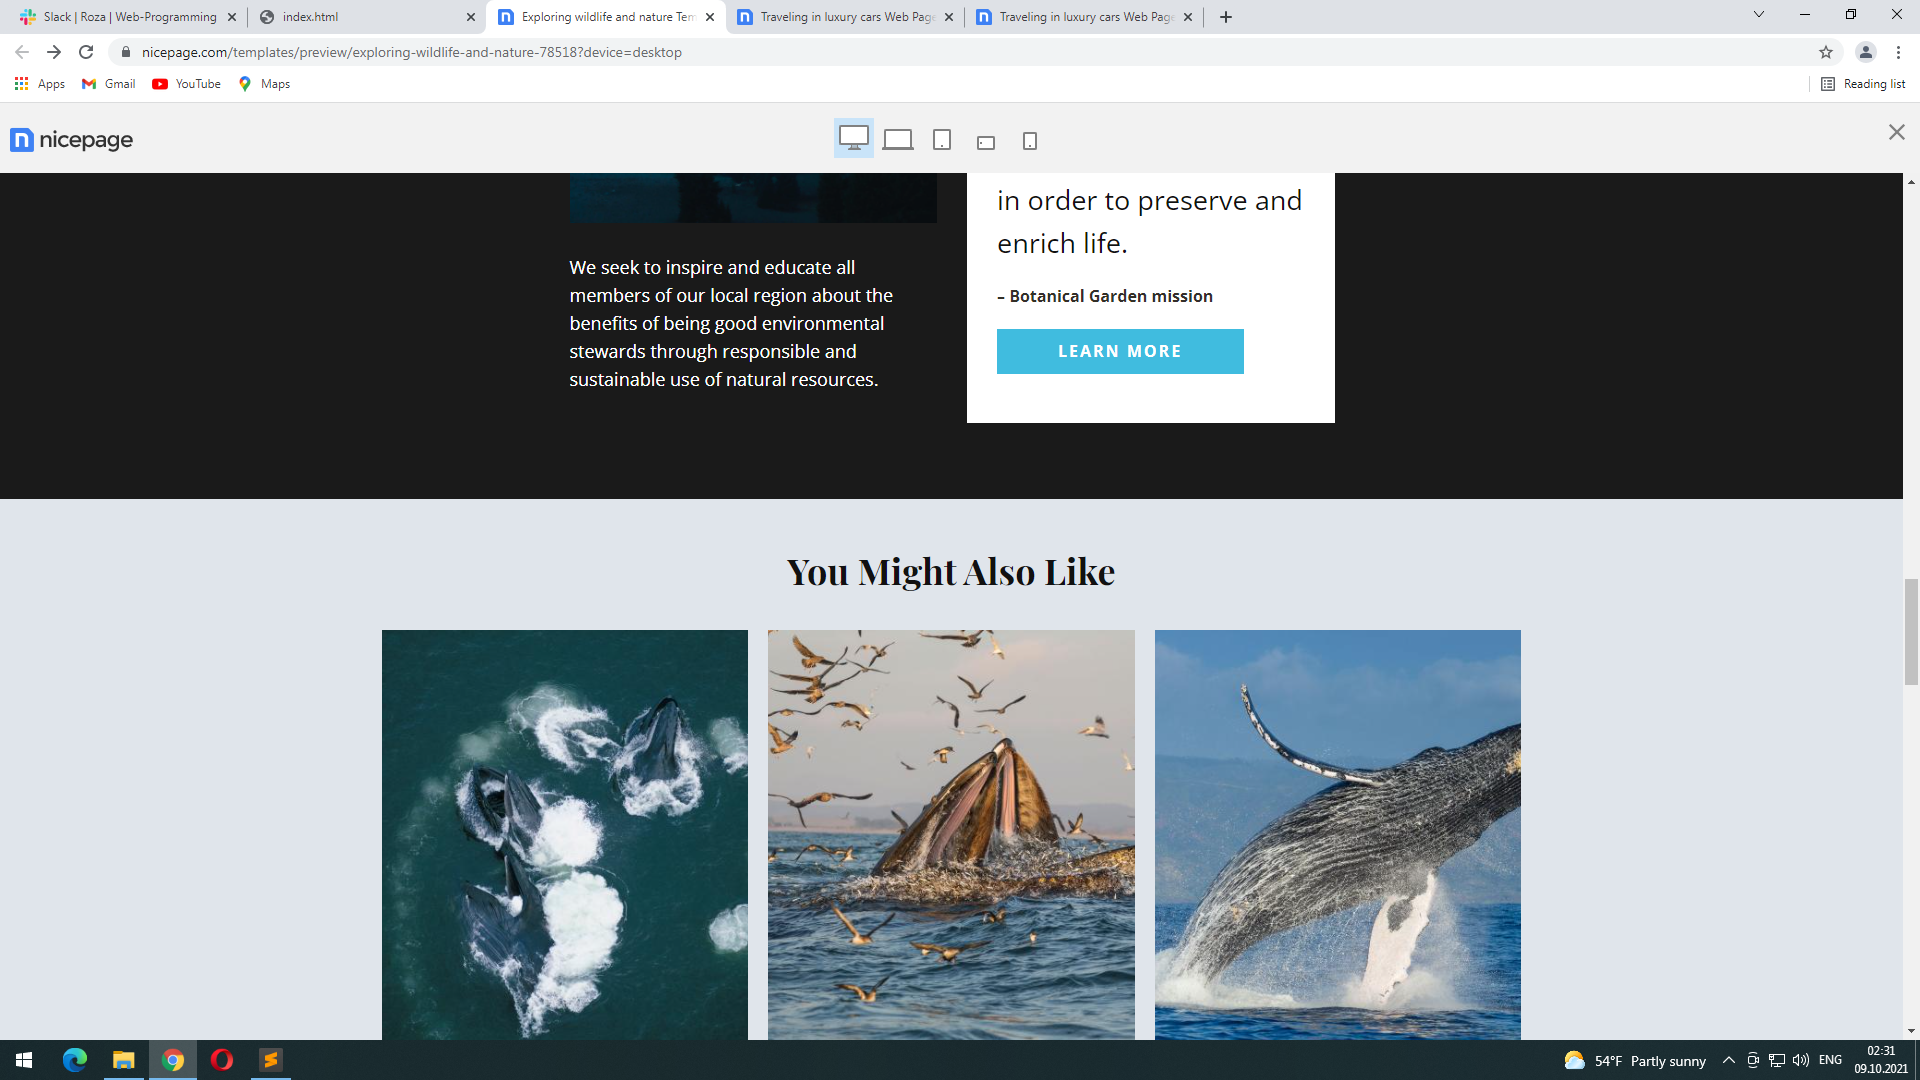 Slack | Roza | Web-Programming
index.html
Exploring wildlife and nature Tem
Traveling in luxury cars Web Page
Traveling in luxury cars Web Page
nicepage.com/templates/preview/exploring-wildlife-and-nature-78518?device=desktop
Apps
Gmail
YouTube
Maps
Reading list
nicepage
in order to preserve and
enrich life.
– Botanical Garden mission
LEARN MORE
We seek to inspire and educate all
members of our local region about the
benefits of being good environmental
stewards through responsible and
sustainable use of natural resources.
You Might Also Like
54°F Partly sunny
ENG
02:31
09.10.2021